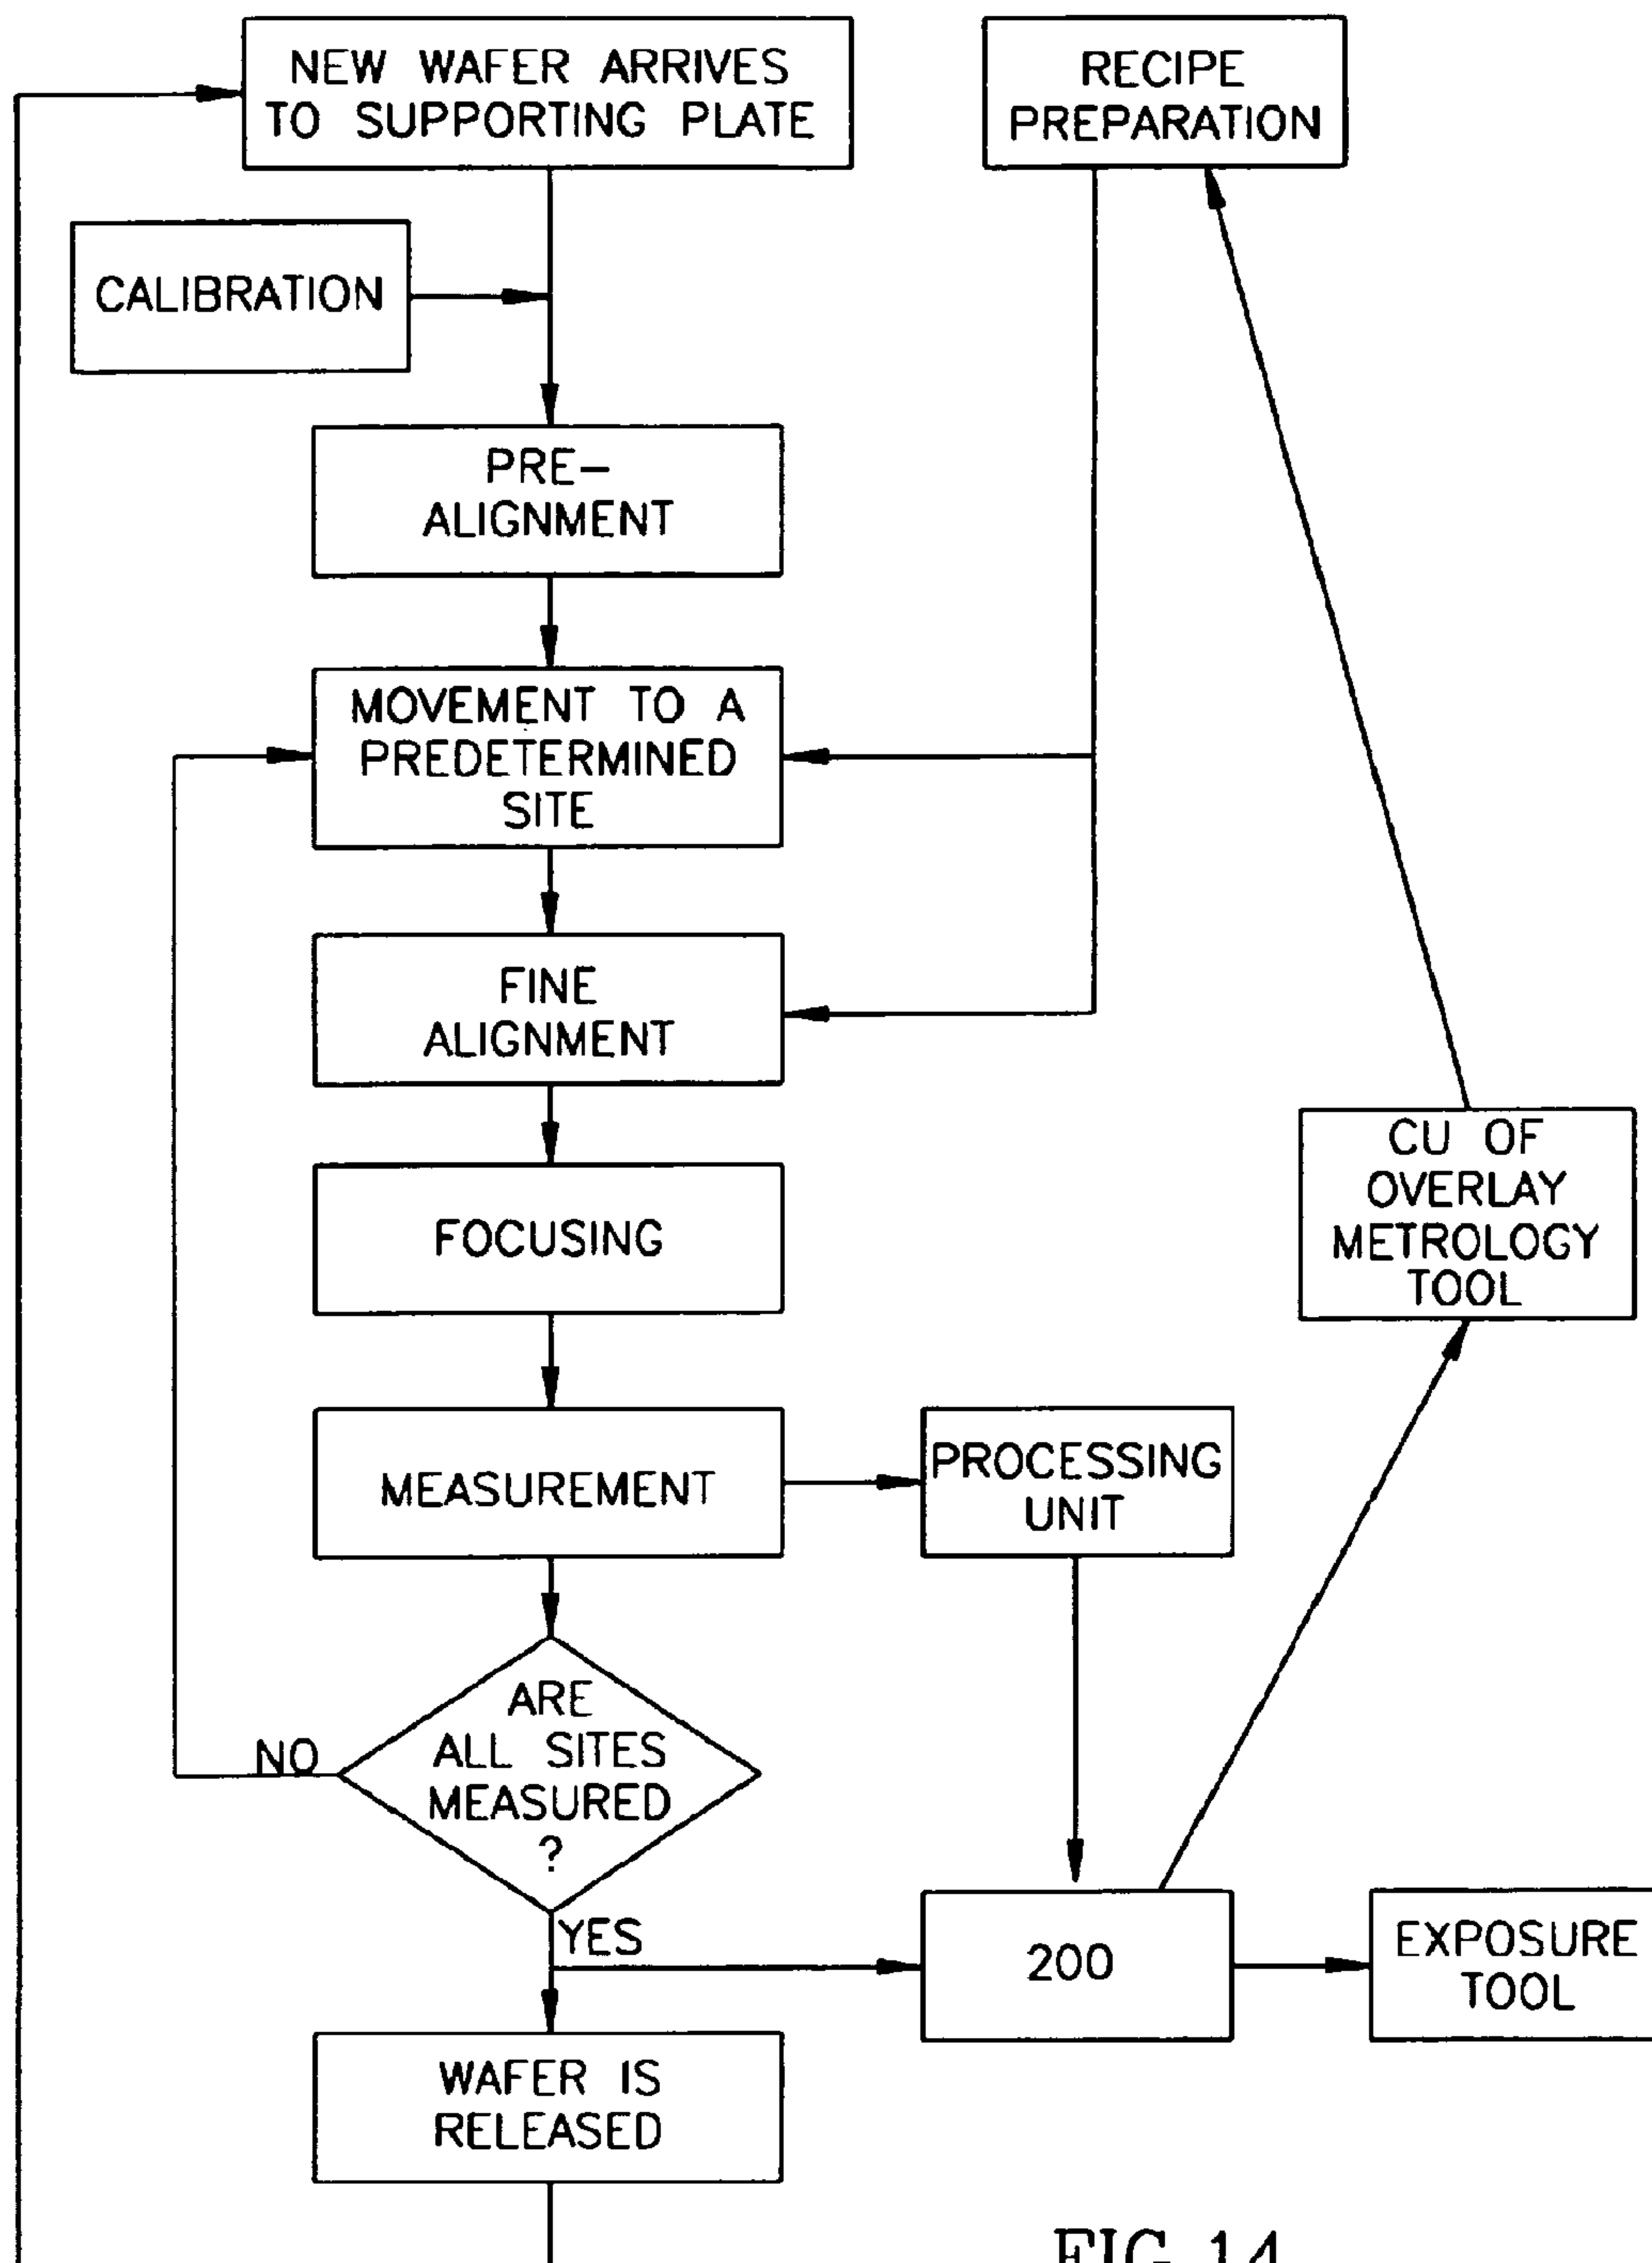 NEW WAFER ARRIVES
TO SUPPORTING PLATE
RECIPE
PREPARATION
CALIBRATION
PRE-
ALIGNMENT
MOVEMENT TO A
PREDETERMINED
SITE
FINE
ALIGNMENT
CU OF
OVERLAY
METROLOGY
TOOL
FOCUSING
MEASUREMENT
PROCESSING
UNIT
ARE
ALL SITES
MEASURED
?
NO
YES
200
EXPOSURE
TOOL
WAFER IS
RELEASED
FIG.14